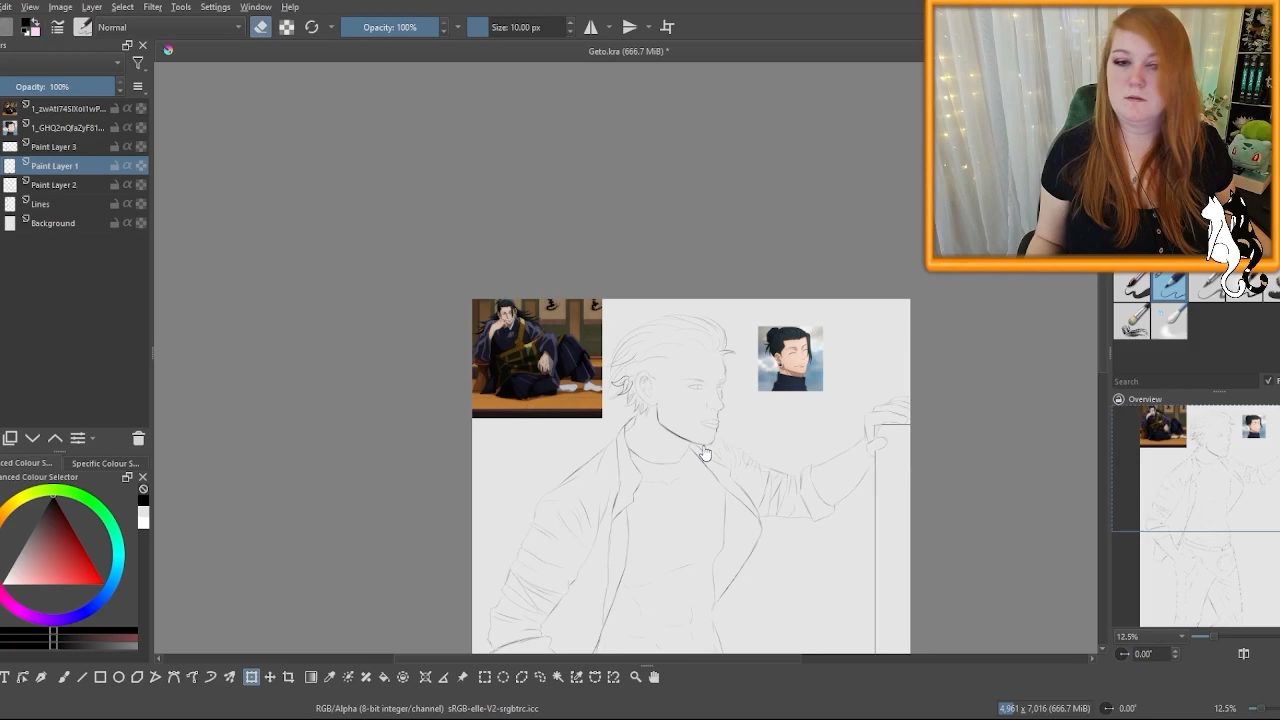 View Image Layer Select Filter Tools Settings Window Help
Normal
Opacity: 100%
Size: 10.00 px
Geto.kra (666.7 MiB) *
Opacity: 100%
Paint Layer 3
Paint Layer 1
Paint Layer 2
Lines
Background
Specific Colour S...
Colour Selector
Search
Overview
12.5%
0.00°
RGB/Alpha (8-bit integer/channel) sRGB-elle-V2-srgbtrc.icc
4,961 x 7,016 (666.7 MiB)
0.00°
12.5%